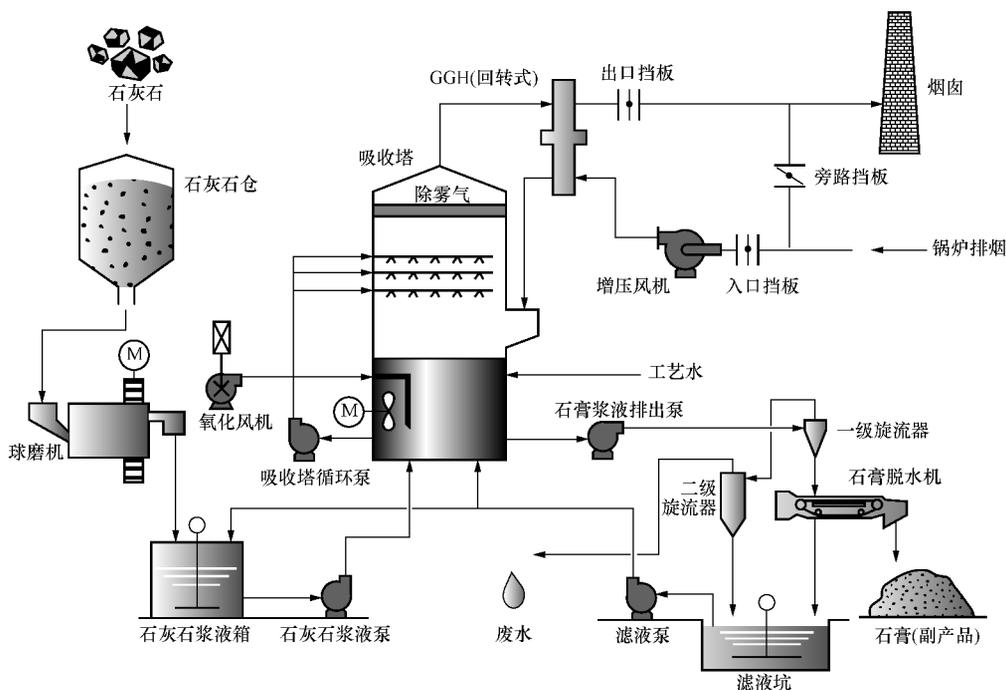 GGH(回转式)
出口挡板
烟囱
石灰石
吸收塔
石灰石仓
除雾气
旁路挡板
锅炉排烟
增压风机
入口挡板
M
工艺水
M
氧化风机
石膏浆液排出泵
一级旋流器
球磨机
吸收塔循环泵
石膏脱水机
二级
旋流器
石灰石浆液箱
石灰石浆液泵
废水
滤液泵
石膏(副产品)
滤液坑